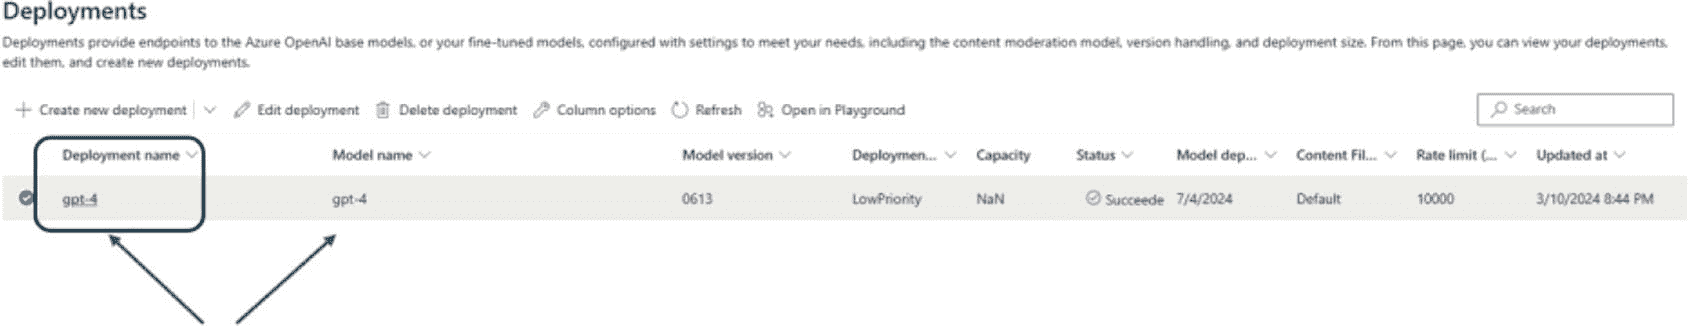 Deployments
Deployments provide endpoints to the Azure OpenAI base models, or your fine-tuned models, configured with settings to meet your needs, including the content moderation model, version handling, and deployment size. From this page, you can view your deployments,
edit them, and create new deployments.
Create new deployment Edit deployment Delete deployment Column options Refresh Open in Playground Search
Deployment name Model name Model version Deploymen... Capacity Status Model dep... Content Fil... Rate limit (... Updated at
gpt-4 gpt-4 0613 LowPriority NaN Succeede 7/4/2024 Default 10000 3/10/2024 8:44 PM